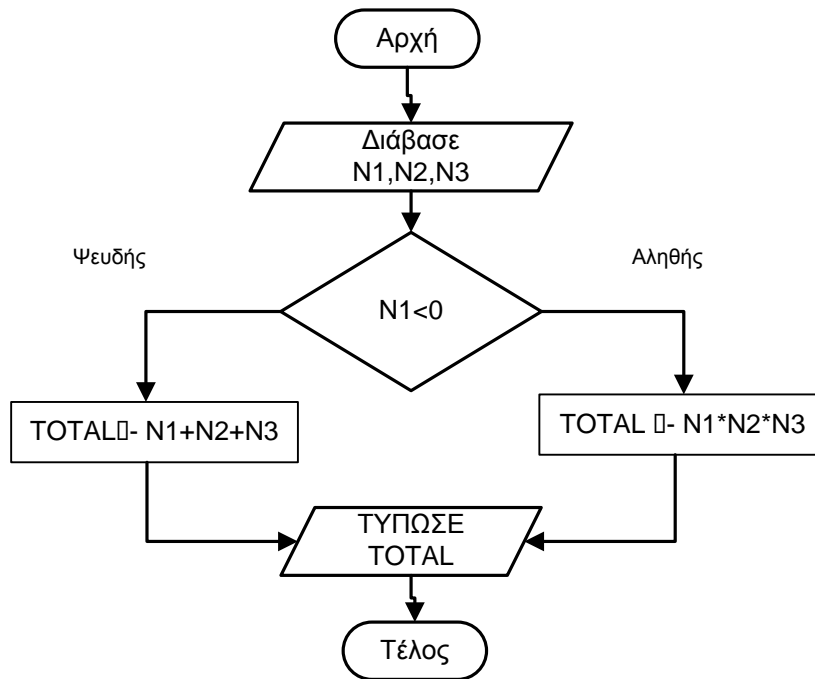 Αρχή
Διάβασε
N1,N2,N3
Ψευδής
Αληθής
N1<0
TOTAL▯- N1+N2+N3
TOTAL ▯- N1*N2*N3
ΤΥΠΩΣΕ
TOTAL
Τέλος